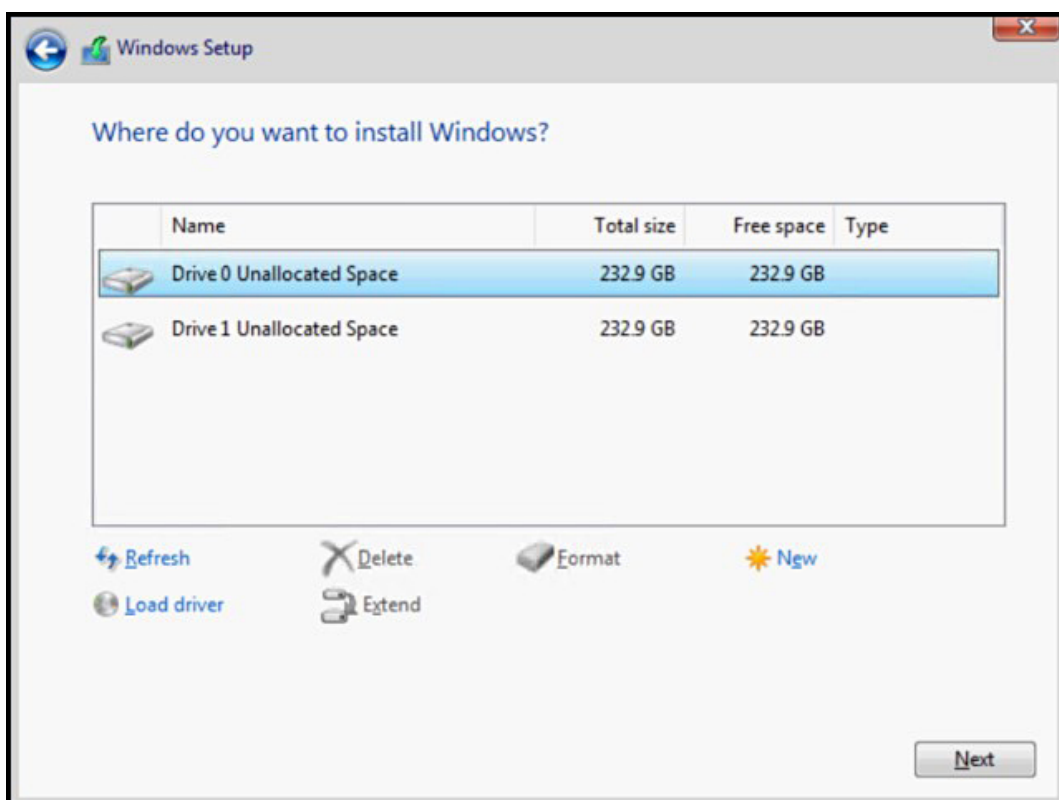 Windows Setup
Where do you want to install Windows?
Name Total size Free space Type
Drive 0 Unallocated Space 232.9 GB 232.9 GB
Drive 1 Unallocated Space 232.9 GB 232.9 GB
Refresh Delete Format New
Load driver Extend
Next